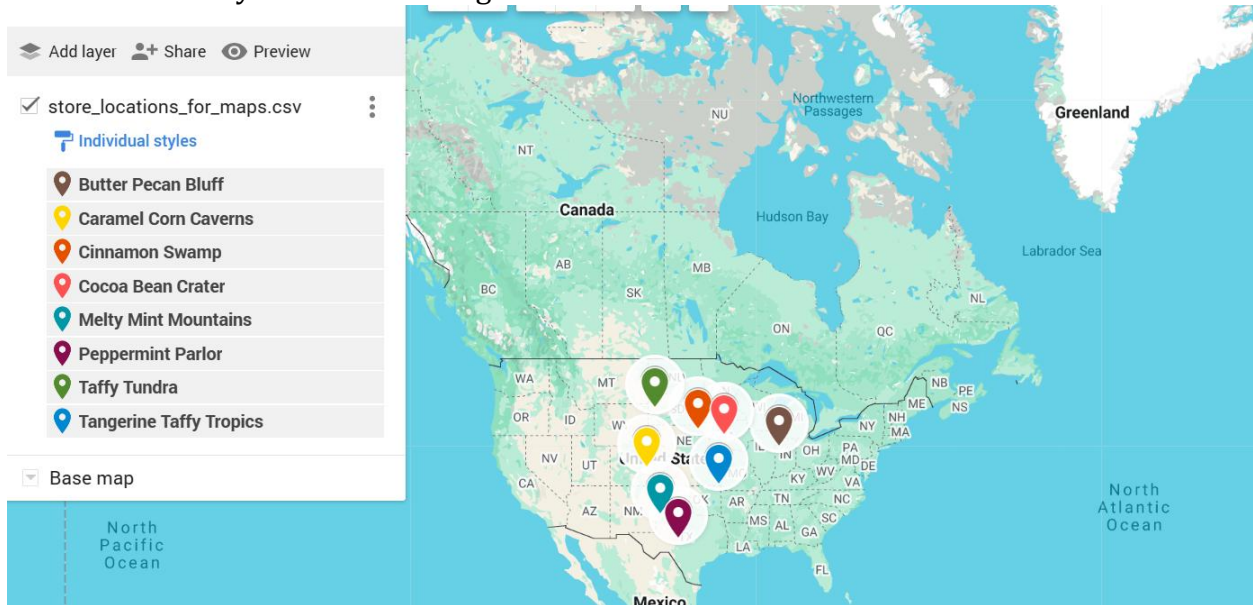 Add layer Share Preview
store_locations_for_maps.csv
Individual styles
Butter Pecan Bluff
Caramel Corn Caverns
Cinnamon Swamp
Cocoa Bean Crater
Melty Mint Mountains
Peppermint Parlor
Taffy Tundra
Tangerine Taffy Tropics
Base map
Northwestern
Passages
NU
Greenland
NT
Canada
Hudson Bay
Labrador Sea
AB
MB
BC
SK
NL
ON
QC
WA
MT
NB
PE
ME
NS
OR
ID
NH
NY
MA
NE
OH
PA
IN
MD
DE
NV
UT
WV
KY
VA
CA
AR
TN
NC
AZ
NM
SC
MS
AL
GA
LA
FL
North
Pacific
Ocean
North
Atlantic
Ocean
Mexico